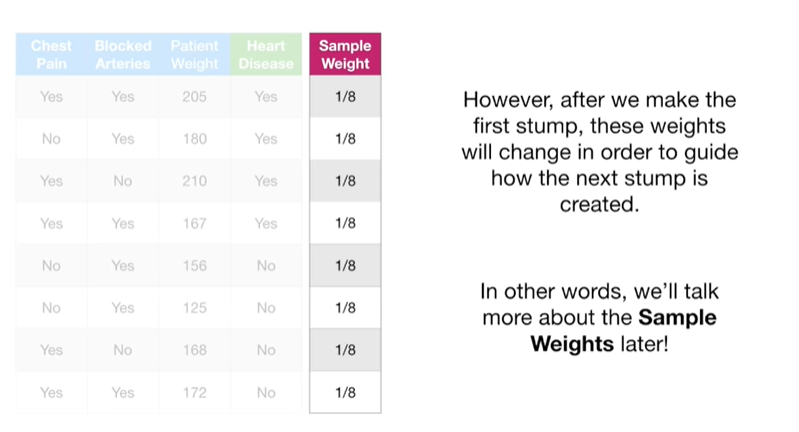 Chest Pain Blocked Arteries Patient Weight Heart Disease Sample Weight
Yes Yes 205 Yes 1/8
No Yes 180 Yes 1/8
Yes No 210 Yes 1/8
Yes Yes 167 Yes 1/8
No Yes 156 No 1/8
No Yes 125 No 1/8
Yes No 168 No 1/8
Yes Yes 172 No 1/8
However, after we make the
first stump, these weights
will change in order to guide
how the next stump is
created.
In other words, we’ll talk
more about the Sample
Weights later!